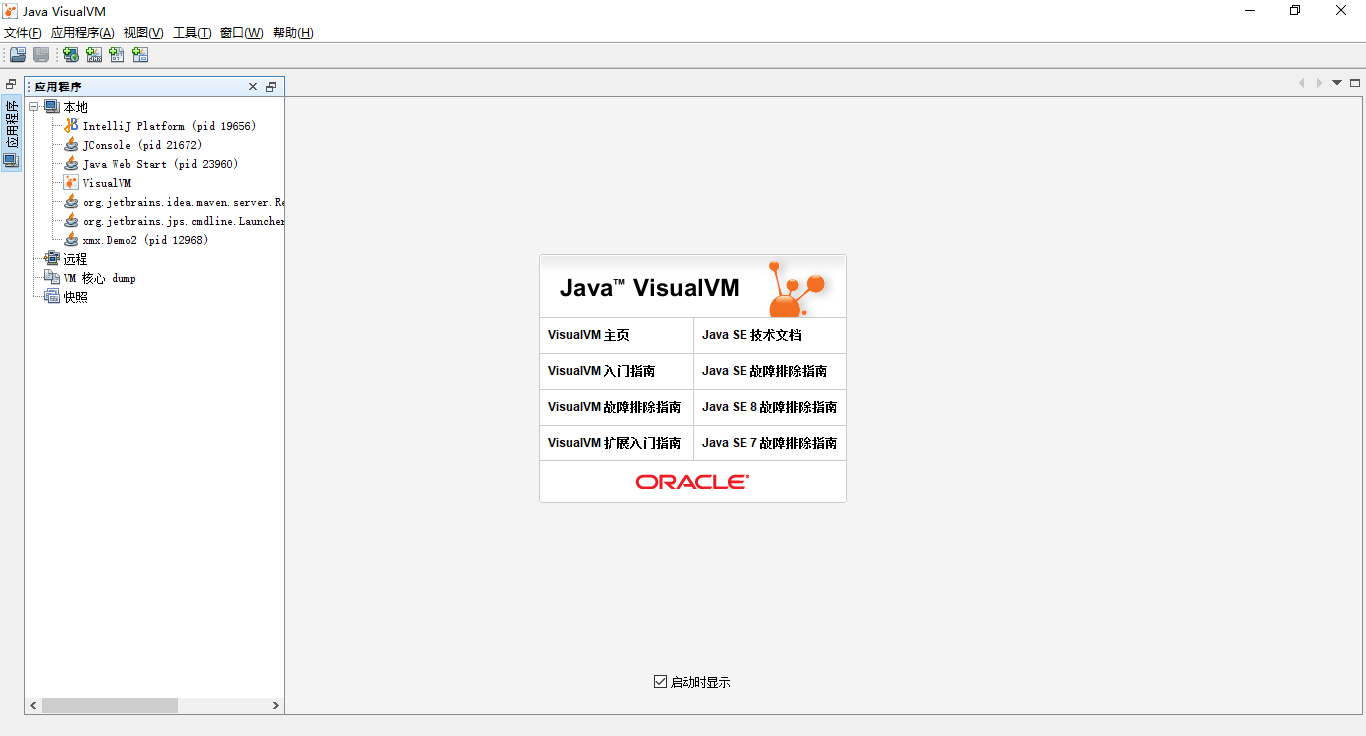 Java VisualVM
文件(F) 应用程序(A) 视图(V) 工具(T) 窗口(W) 帮助(H)
应用程序
应用程序
本地
IntelliJ Platform (pid 19656)
JConsole (pid 21672)
Java Web Start (pid 23960)
VisualVM
org.jetbrains.idea.maven.server.Re
org.jetbrains.jps.cmdline.Launcher
xmx.Demo2 (pid 12968)
远程
VM 核心 dump
快照
Java™ VisualVM
VisualVM 主页
Java SE 技术文档
VisualVM 入门指南
Java SE 故障排除指南
VisualVM 故障排除指南
Java SE 8 故障排除指南
VisualVM 扩展入门指南
Java SE 7 故障排除指南
ORACLE®
启动时显示